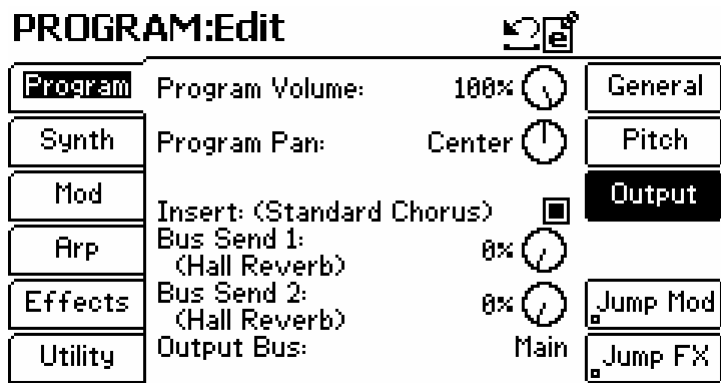 PROGRAM:Edit
e
Program
Program Volume: 100%
General
Synth
Program Pan: Center
Pitch
Mod
Insert: (Standard Chorus)
Output
Arp
Bus Send 1: 0%
(Hall Reverb)
Effects
Bus Send 2: 0%
(Hall Reverb)
Jump Mod
Utility
Output Bus: Main
Jump FX